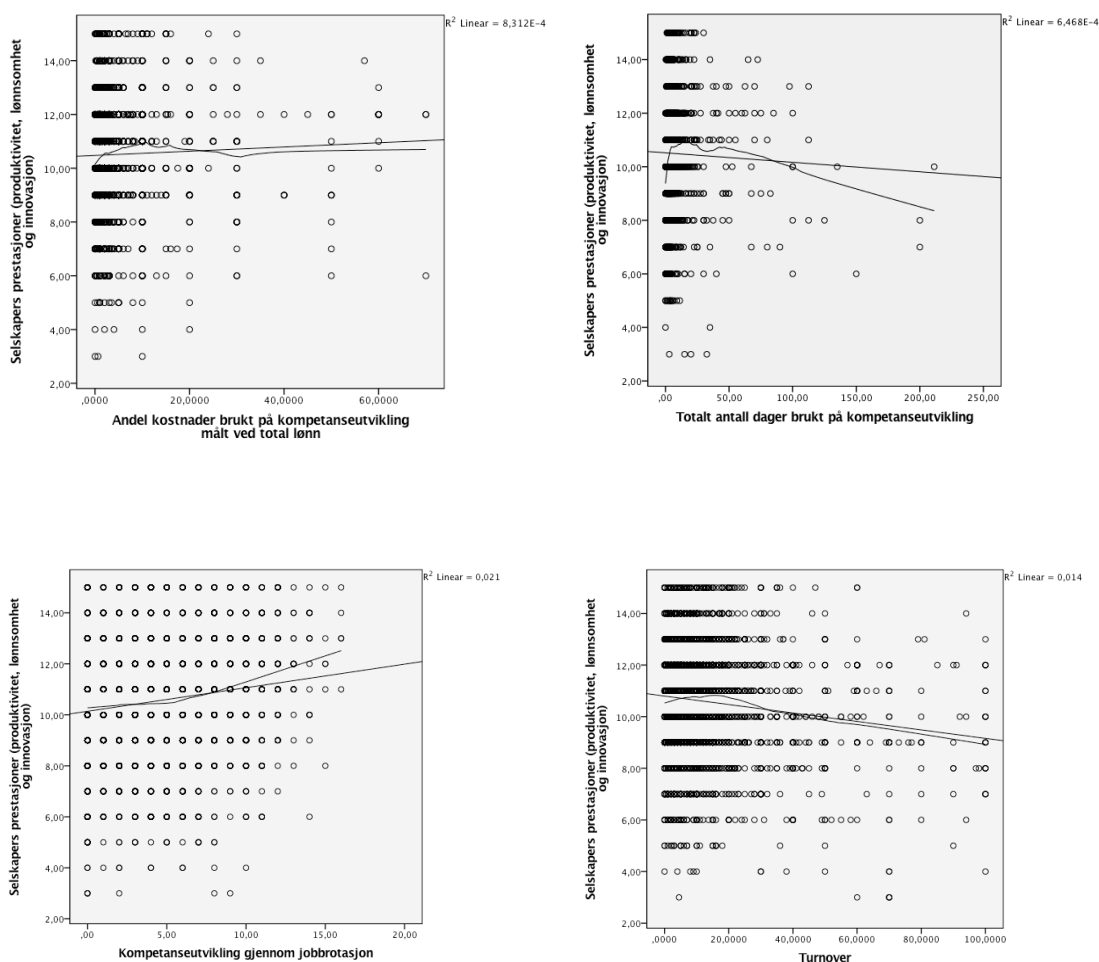 R² Linear = 8,312E-4
Selskapers prestasjoner (produktivitet, lønnsomhet
og innovasjon)
14,00
12,00
10,00
8,00
6,00
4,00
2,00
,0000 20,0000 40,0000 60,0000
Andel kostnader brukt på kompetanseutvikling
målt ved total lønn
R² Linear = 6,468E-4
Selskapers prestasjoner (produktivitet, lønnsomhet
og innovasjon)
14,00
12,00
10,00
8,00
6,00
4,00
2,00
,00 50,00 100,00 150,00 200,00 250,00
Totalt antall dager brukt på kompetanseutvikling
R² Linear = 0,021
Selskapers prestasjoner (produktivitet, lønnsomhet
og innovasjon)
14,00
12,00
10,00
8,00
6,00
4,00
2,00
,00 5,00 10,00 15,00 20,00
Kompetanseutvikling gjennom jobbrotasjon
R² Linear = 0,014
Selskapers prestasjoner (produktivitet, lønnsomhet
og innovasjon)
14,00
12,00
10,00
8,00
6,00
4,00
2,00
,0000 20,0000 40,0000 60,0000 80,0000 100,0000
Turnover